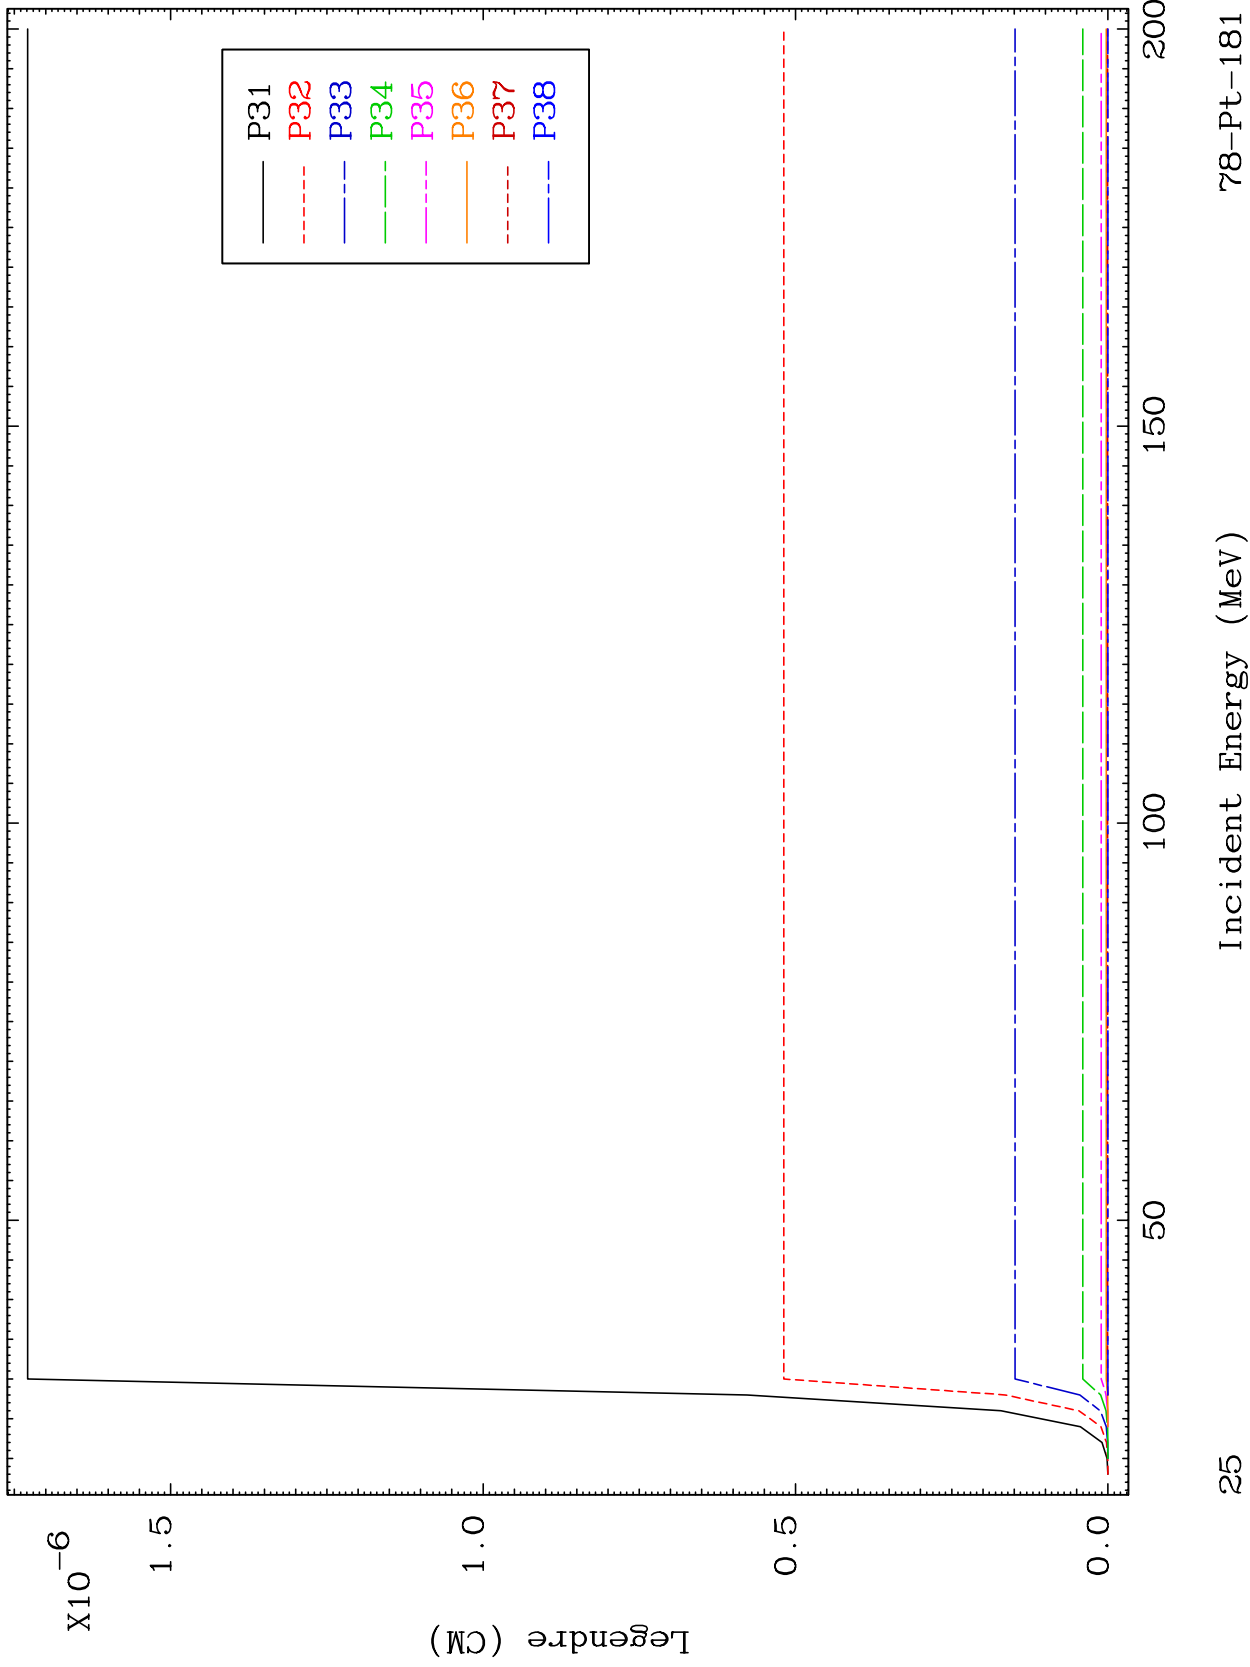 X10-6
1.5
1.0
0.5
0.0
Legendre (CM)
P31
P32
P33
P34
P35
P36
P37
P38
50
100
150
200
25
Incident Energy (MeV)
78-Pt-181